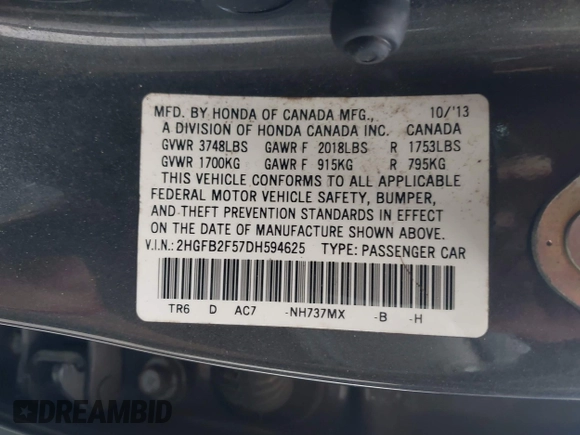 MFD. BY HONDA OF CANADA MFG., 10/'13
A DIVISION OF HONDA CANADA INC. CANADA
GVWR 3748LBS GAWR F 2018LBS R 1753LBS
GVWR 1700KG GAWR F 915KG R 795KG
THIS VEHICLE CONFORMS TO ALL APPLICABLE
FEDERAL MOTOR VEHICLE SAFETY, BUMPER,
AND THEFT PREVENTION STANDARDS IN EFFECT
ON THE DATE OF MANUFACTURE SHOWN ABOVE.
V.I.N.: 2HGFB2F57DH594625 TYPE: PASSENGER CAR
TR6 D AC7 -NH737MX -B -H
DREAMBID